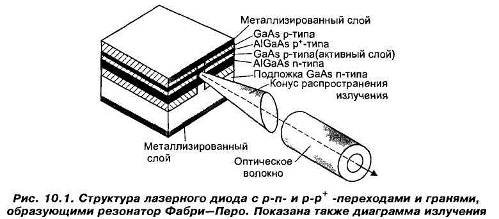 Металлизированный слой
GaAs p-типа
AlGaAs p⁺-типа
GaAs p-типа(активный слой)
AlGaAs n-типа
Подложка GaAs n-типа
Конус распространения
излучения
Металлизированный
слой
Оптическое
волокно
Рис. 10.1. Структура лазерного диода с p-n- и p-p⁺ -переходами и гранями,
образующими резонатор Фабри—Перо. Показана также диаграмма излучения